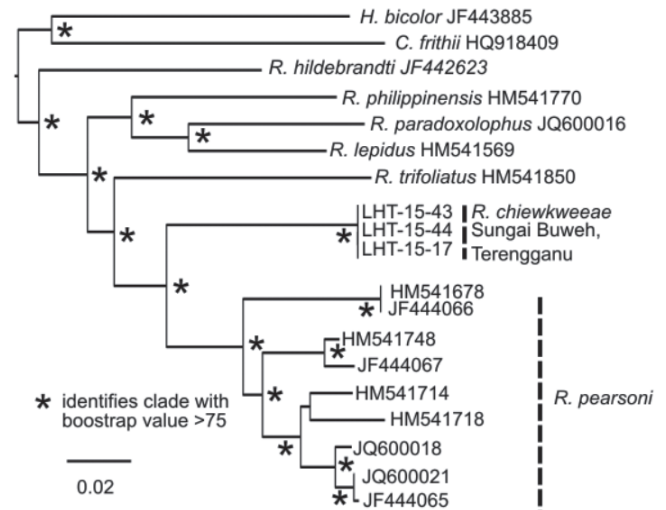 H. bicolor JF443885
C. frithii HQ918409
R. hildebrandti JF442623
R. philippinensis HM541770
R. paradoxolophus JQ600016
R. lepidus HM541569
R. trifoliatus HM541850
LHT-15-43 R. chiewkweeae
LHT-15-44 Sungai Buweh,
LHT-15-17 Terengganu
HM541678
JF444066
HM541748
JF444067
HM541714
R. pearsoni
HM541718
* identifies clade with
boostrap value >75
JQ600018
JQ600021
JF444065
0.02